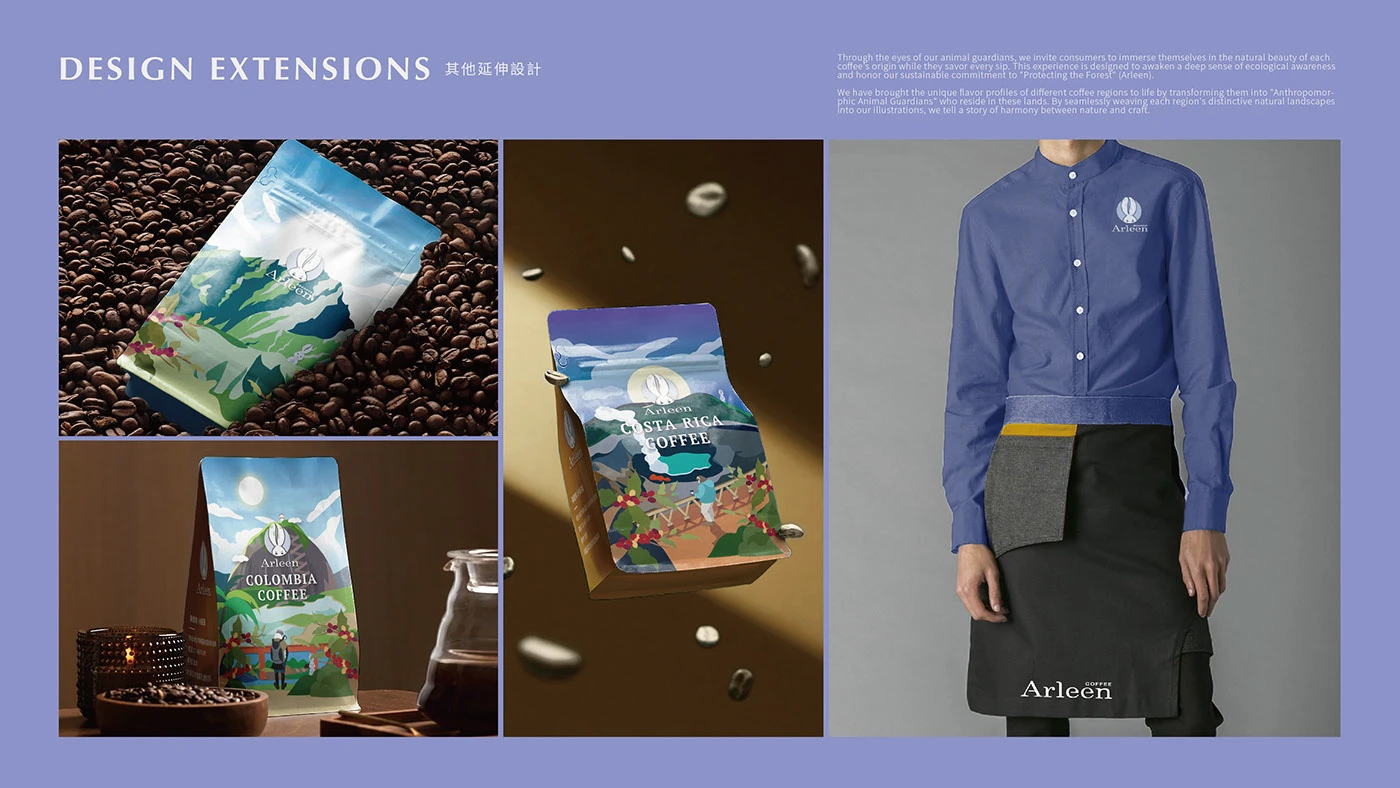 DESIGN EXTENSIONS 其他延伸設計
Through the eyes of our animal guardians, we invite consumers to immerse themselves in the natural beauty of each
coffee's origin while they savor every sip. This experience is designed to awaken a deep sense of ecological awareness
and honor our sustainable commitment to "Protecting the Forest" (Arleen).
We have brought the unique flavor profiles of different coffee regions to life by transforming them into "Anthropomor-
phic Animal Guardians" who reside in these lands. By seamlessly weaving each region's distinctive natural landscapes
into our illustrations, we tell a story of harmony between nature and craft.
Arleen
Arleen
COLOMBIA
COFFEE
Arleen
Arleen
COSTA RICA
COFFEE
Arleen
COFFEE
Arleen